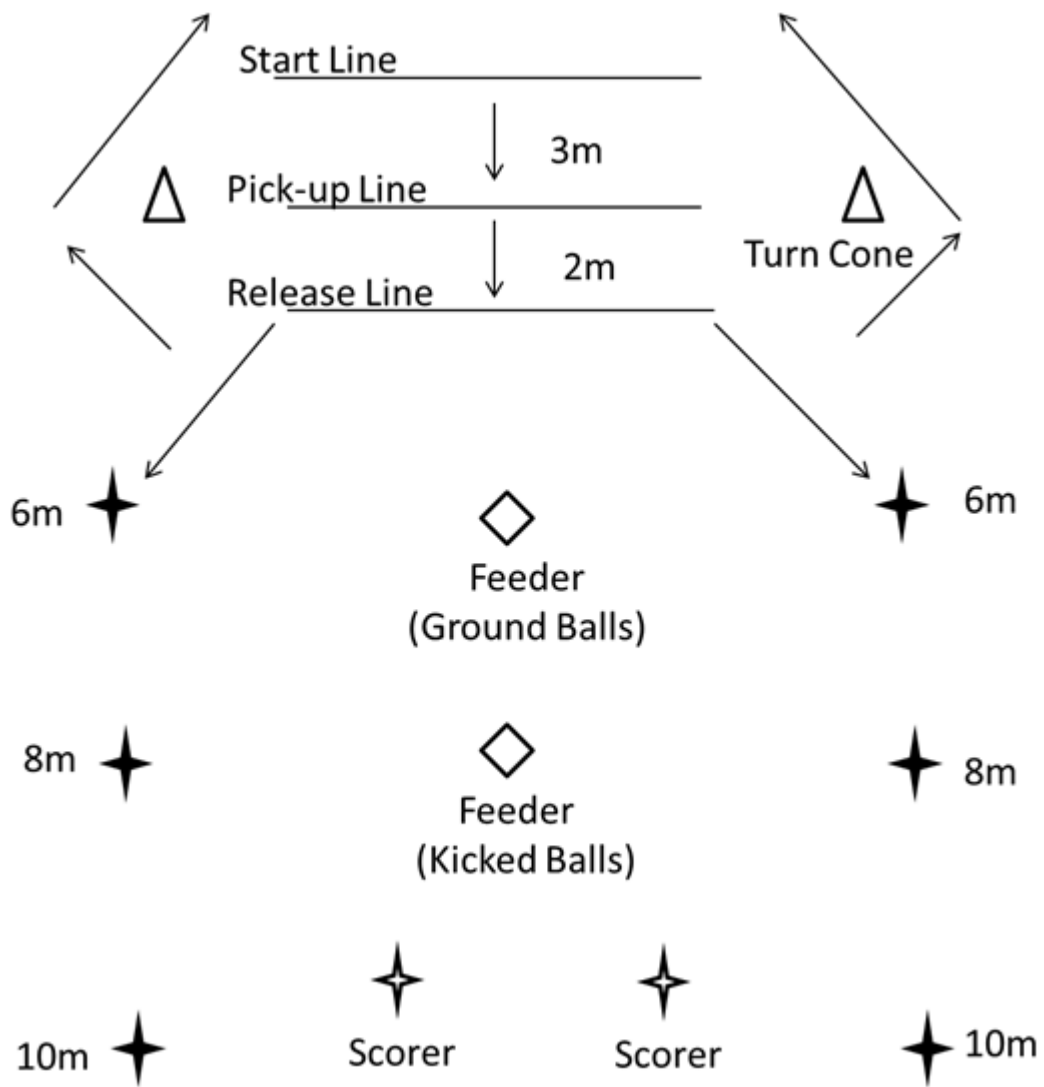 Start Line
3m
Pick-up Line
Turn Cone
2m
Release Line
6m
6m
Feeder
(Ground Balls)
8m
8m
Feeder
(Kicked Balls)
10m
Scorer
Scorer
10m